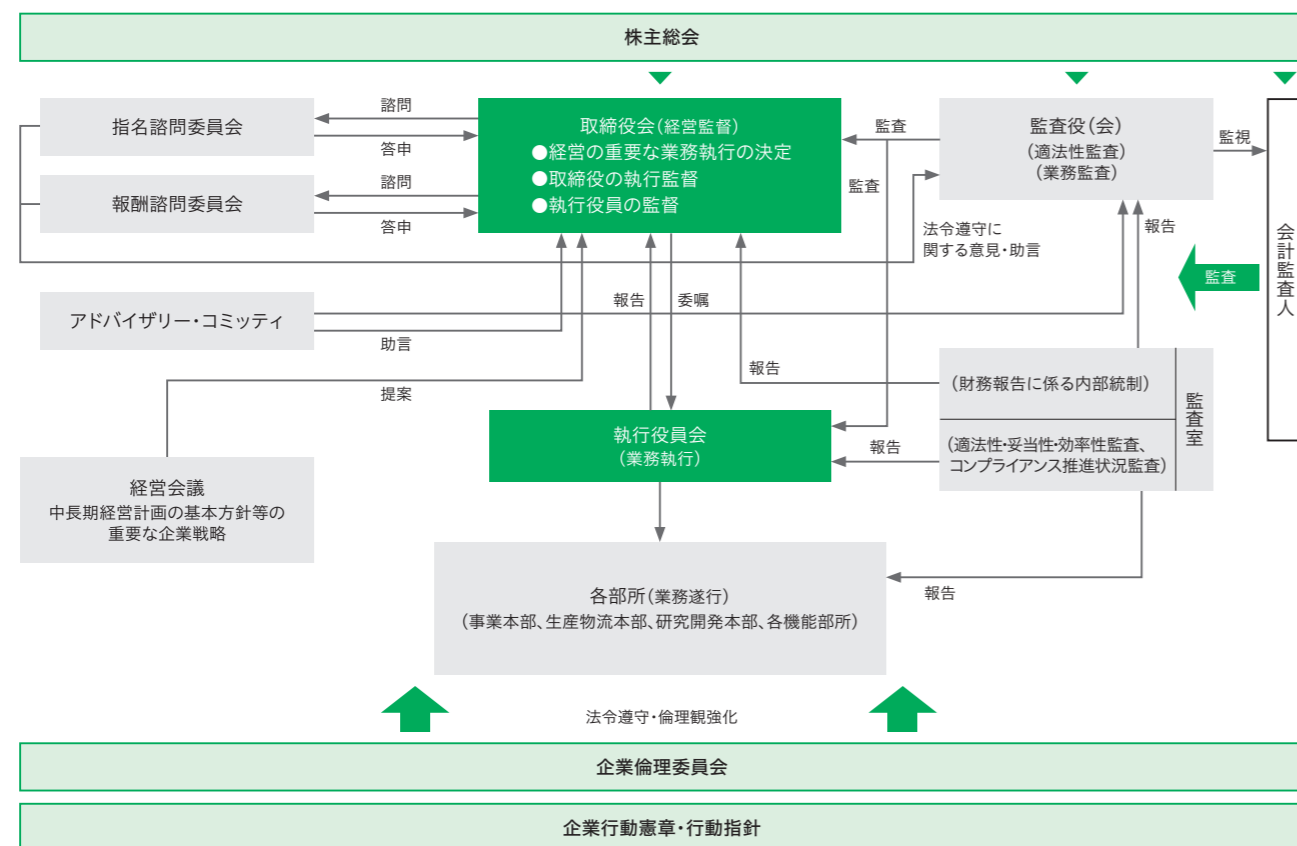 株主総会
指名諮問委員会
諮問
答申
報酬諮問委員会
諮問
答申
取締役会(経営監督)
●経営の重要な業務執行の決定
●取締役の執行監督
●執行役員の監督
監査
監査
監査役(会)
(適法性監査)
(業務監査)
監視
会計監査人
監査
法令遵守に
関する意見・助言
報告
アドバイザリー・コミッティ
助言
報告
委嘱
提案
報告
(財務報告に係る内部統制)
(適法性・妥当性・効率性監査、
コンプライアンス推進状況監査)
監査室
執行役員会
(業務執行)
報告
経営会議
中長期経営計画の基本方針等の
重要な企業戦略
各部所(業務遂行)
(事業本部、生産物流本部、研究開発本部、各機能部所)
報告
法令遵守・倫理観強化
企業倫理委員会
企業行動憲章・行動指針